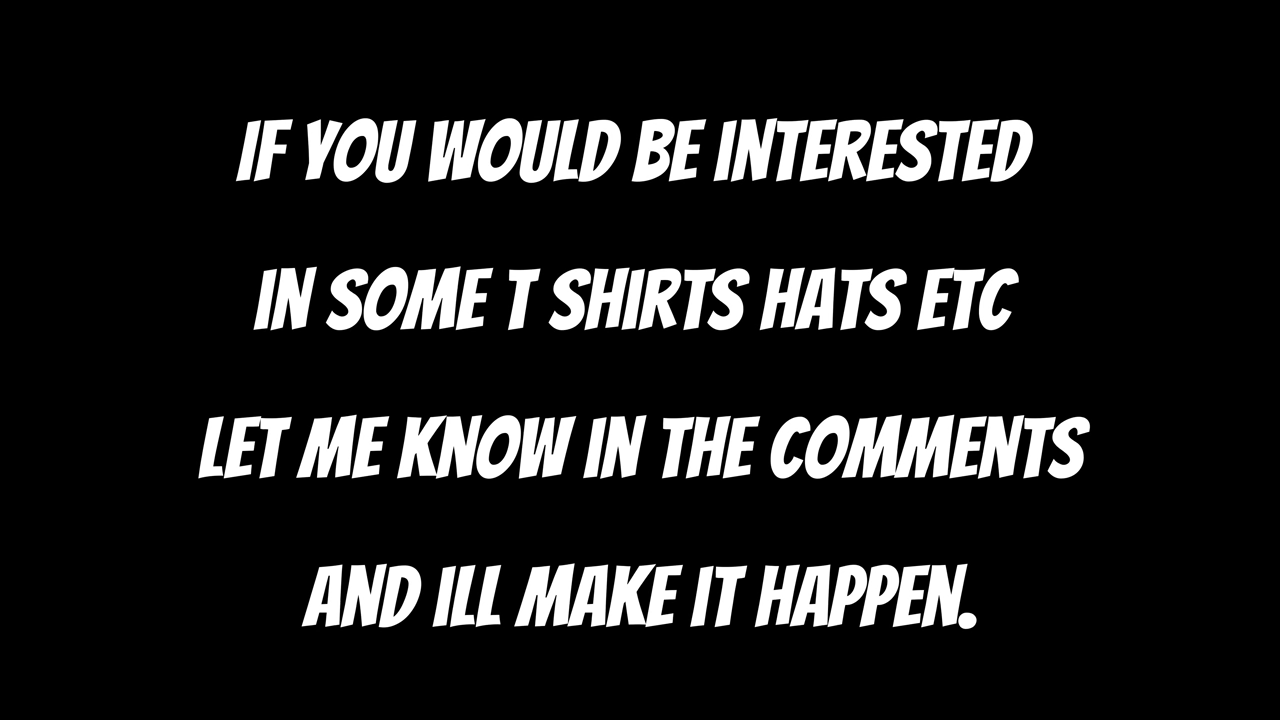 IF YOU WOULD BE INTERESTED
IN SOME T SHIRTS HATS ETC
LET ME KNOW IN THE COMMENTS
AND ILL MAKE IT HAPPEN.